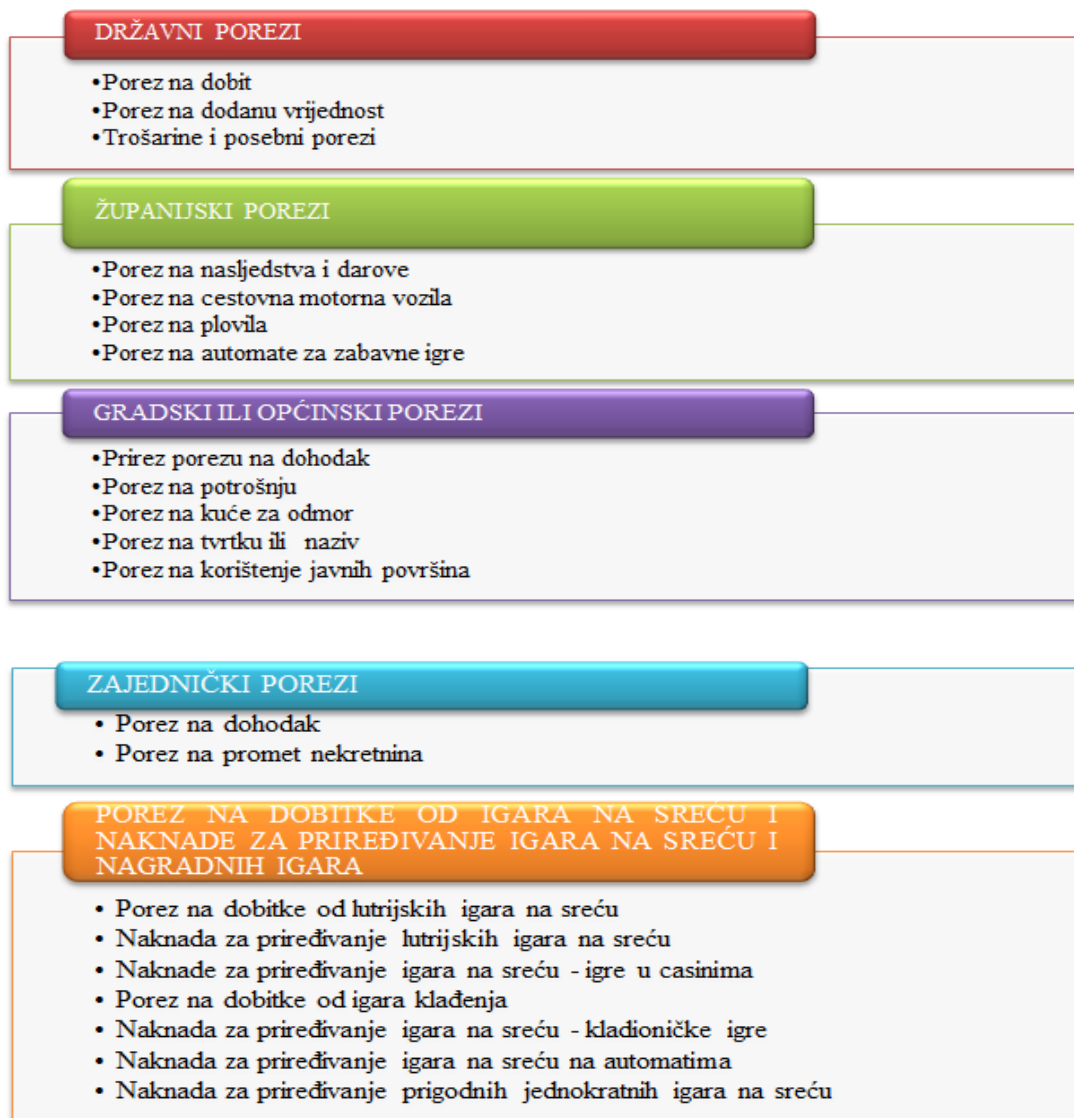 DRŽAVNI POREZI
•Porez na dobit
•Porez na dodanu vrijednost
•Trošarine i posebni porezi
ŽUPANIJSKI POREZI
•Porez na nasljedstva i darove
•Porez na cestovna motorna vozila
•Porez na plovila
•Porez na automate za zabavne igre
GRADSKI ILI OPĆINSKI POREZI
•Prirez porezu na dohodak
•Porez na potrošnju
•Porez na kuće za odmor
•Porez na tvrtku ili naziv
•Porez na korištenje javnih površina
ZAJEDNIČKI POREZI
• Porez na dohodak
• Porez na promet nekretnina
POREZ NA DOBITKE OD IGARA NA SREĆU I
NAKNADE ZA PRIREĐIVANJE IGARA NA SREĆU I
NAGRADNIH IGARA
• Porez na dobitke od lutrijskih igara na sreću
• Naknada za priređivanje lutrijskih igara na sreću
• Naknade za priređivanje igara na sreću - igre u casinima
• Porez na dobitke od igara klađenja
• Naknada za priređivanje igara na sreću - kladioničke igre
• Naknada za priređivanje igara na sreću na automatima
• Naknada za priređivanje prigodnih jednokratnih igara na sreću